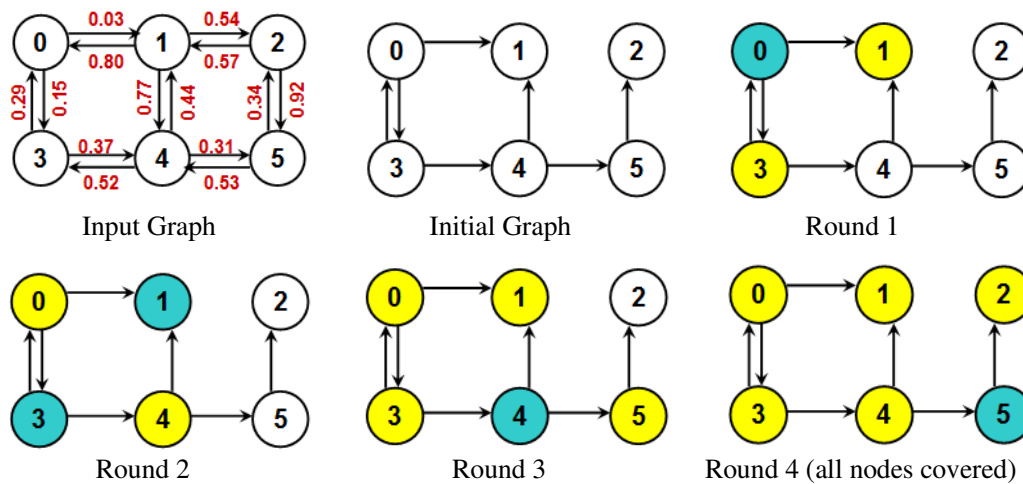 0.03
0.54
0 1 2
0.80
0.57
0.29
0.15
0.77
0.44
0.34
0.92
0.37
0.31
3 4 5
0.52
0.53
Input Graph
0 1 2
3 4 5
Initial Graph
0 1 2
3 4 5
Round 1
0 1 2
3 4 5
Round 2
0 1 2
3 4 5
Round 3
0 1 2
3 4 5
Round 4 (all nodes covered)